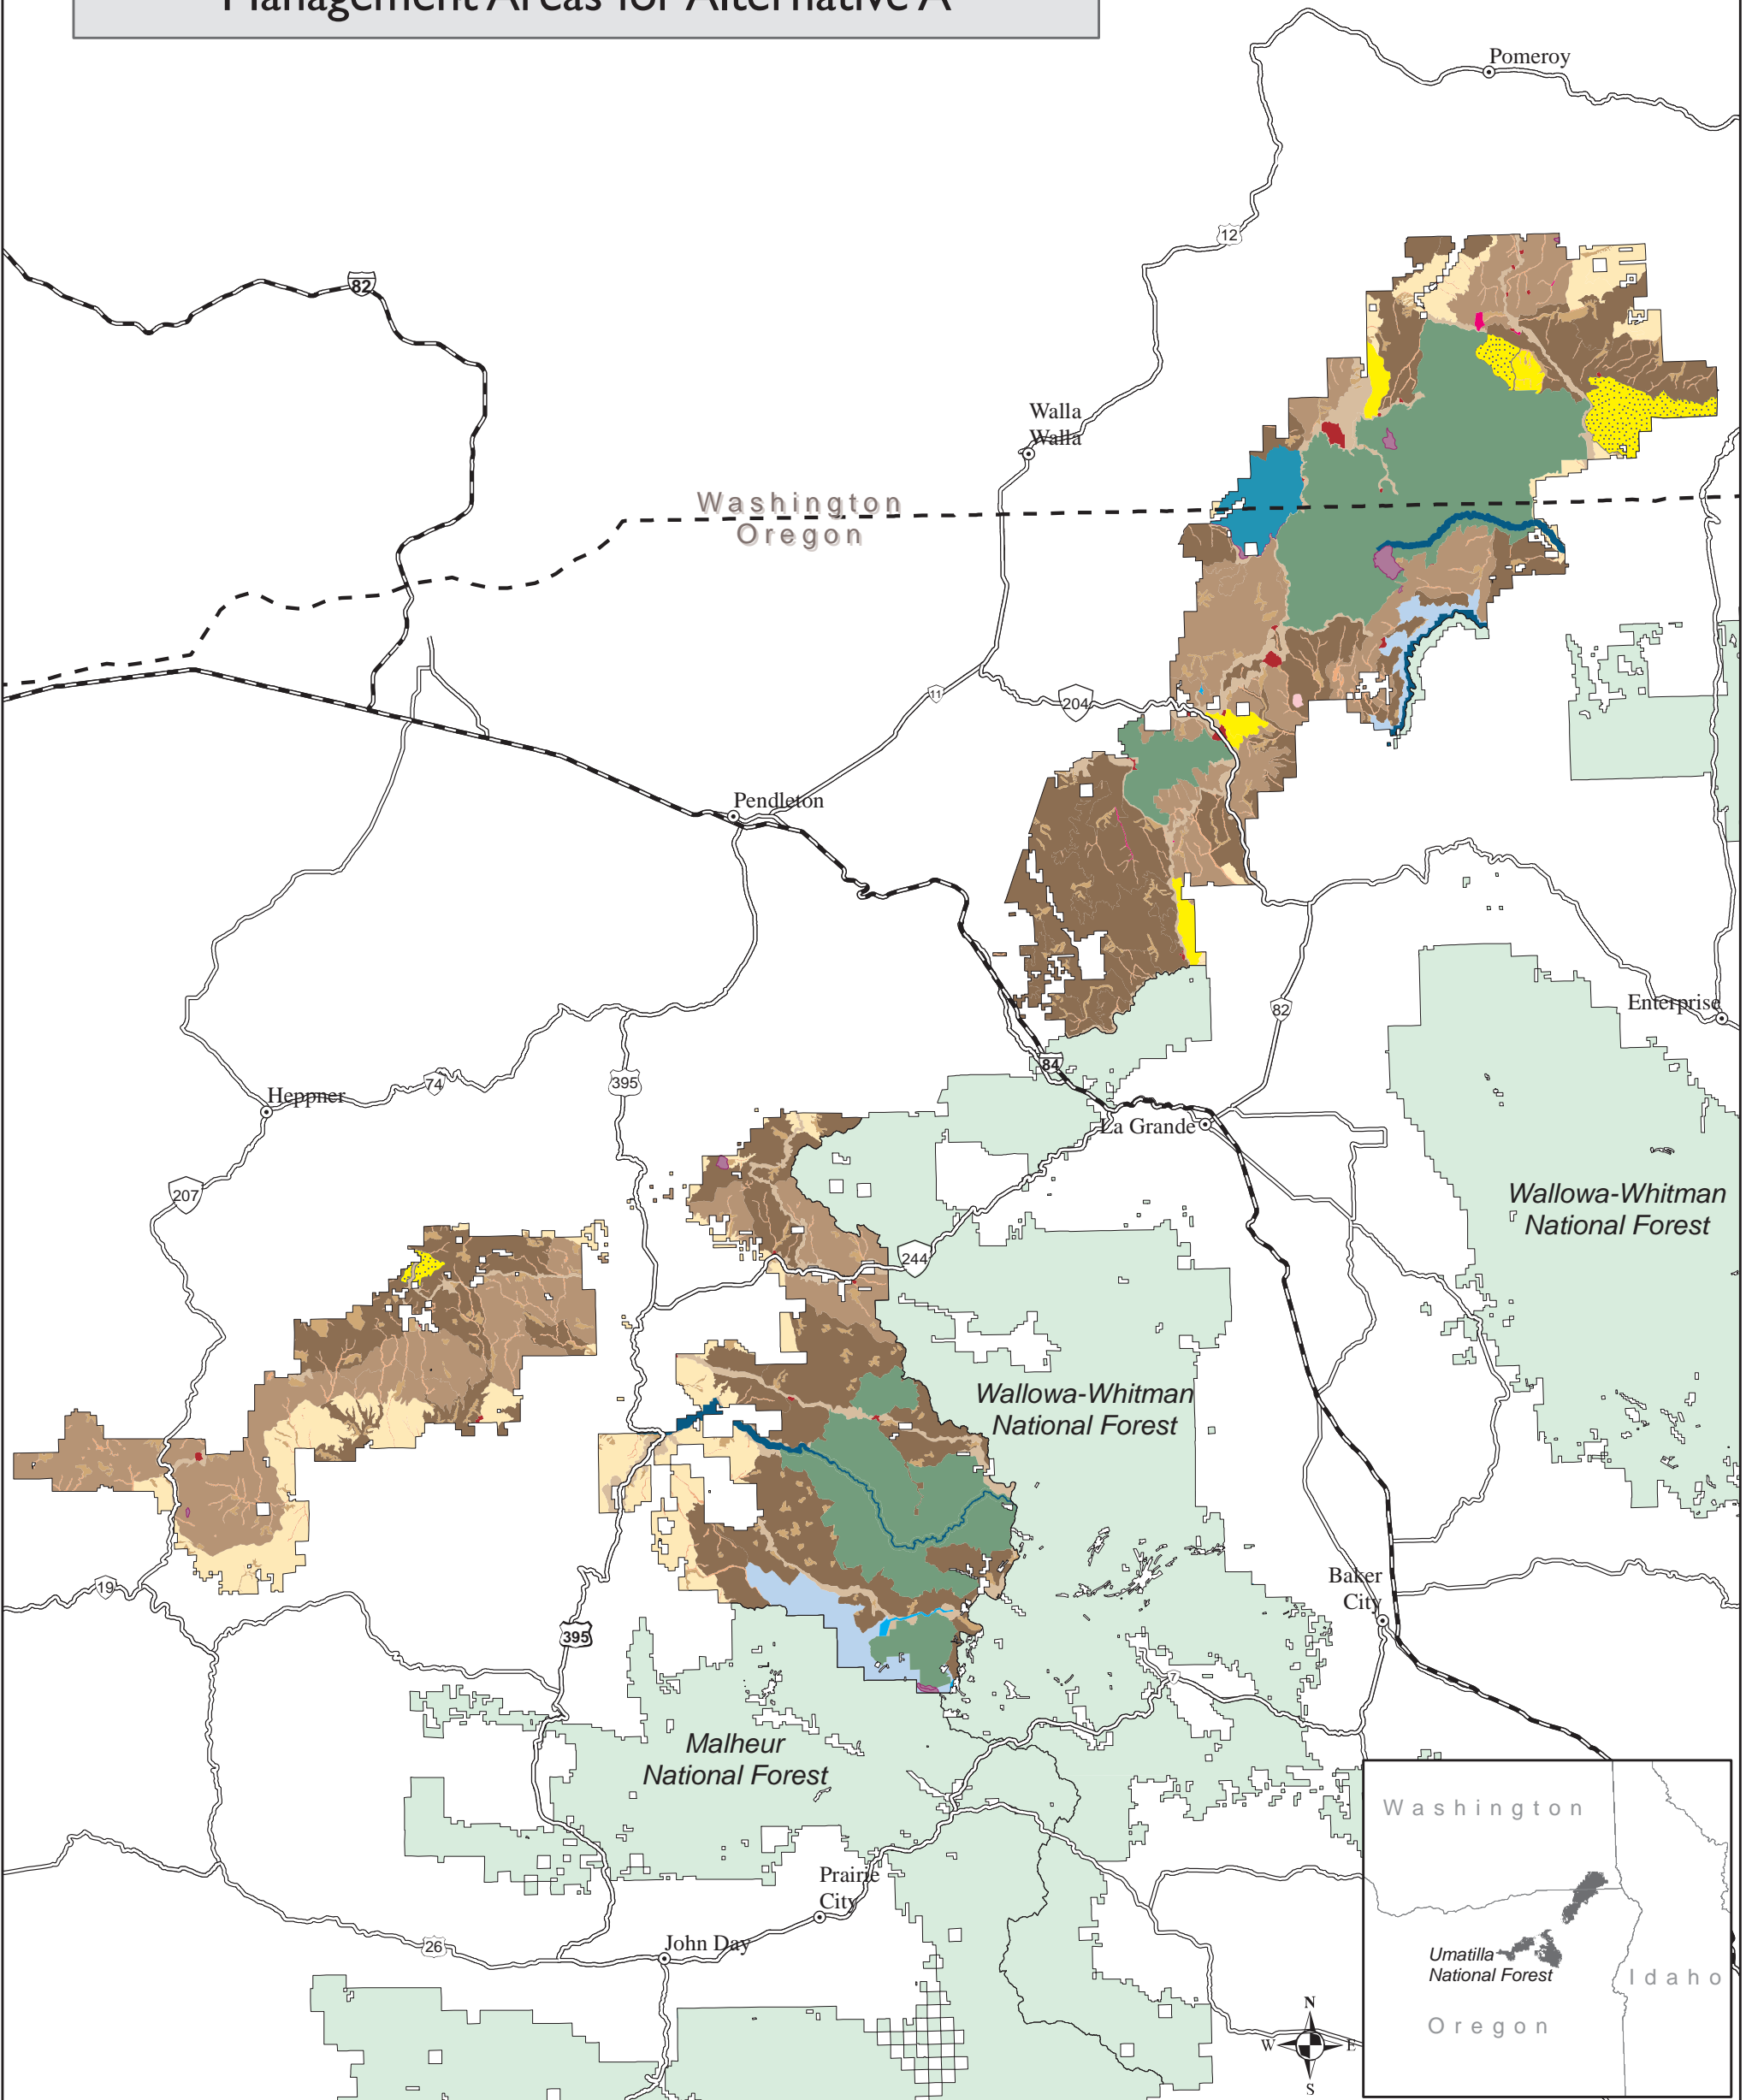 Management Areas for Alternative A
Pomeroy
12
82
Walla
Walla
Washington
Oregon
11
204
Pendleton
Enterprise
82
84
Heppner
74
395
La Grande
207
Wallowa-Whitman
National Forest
244
Wallowa-Whitman
National Forest
19
Baker
City
395
7
Malheur
National Forest
Washington
Prairie
City
26
John Day
Umatilla
National Forest
Idaho
Oregon
N
W
E
S